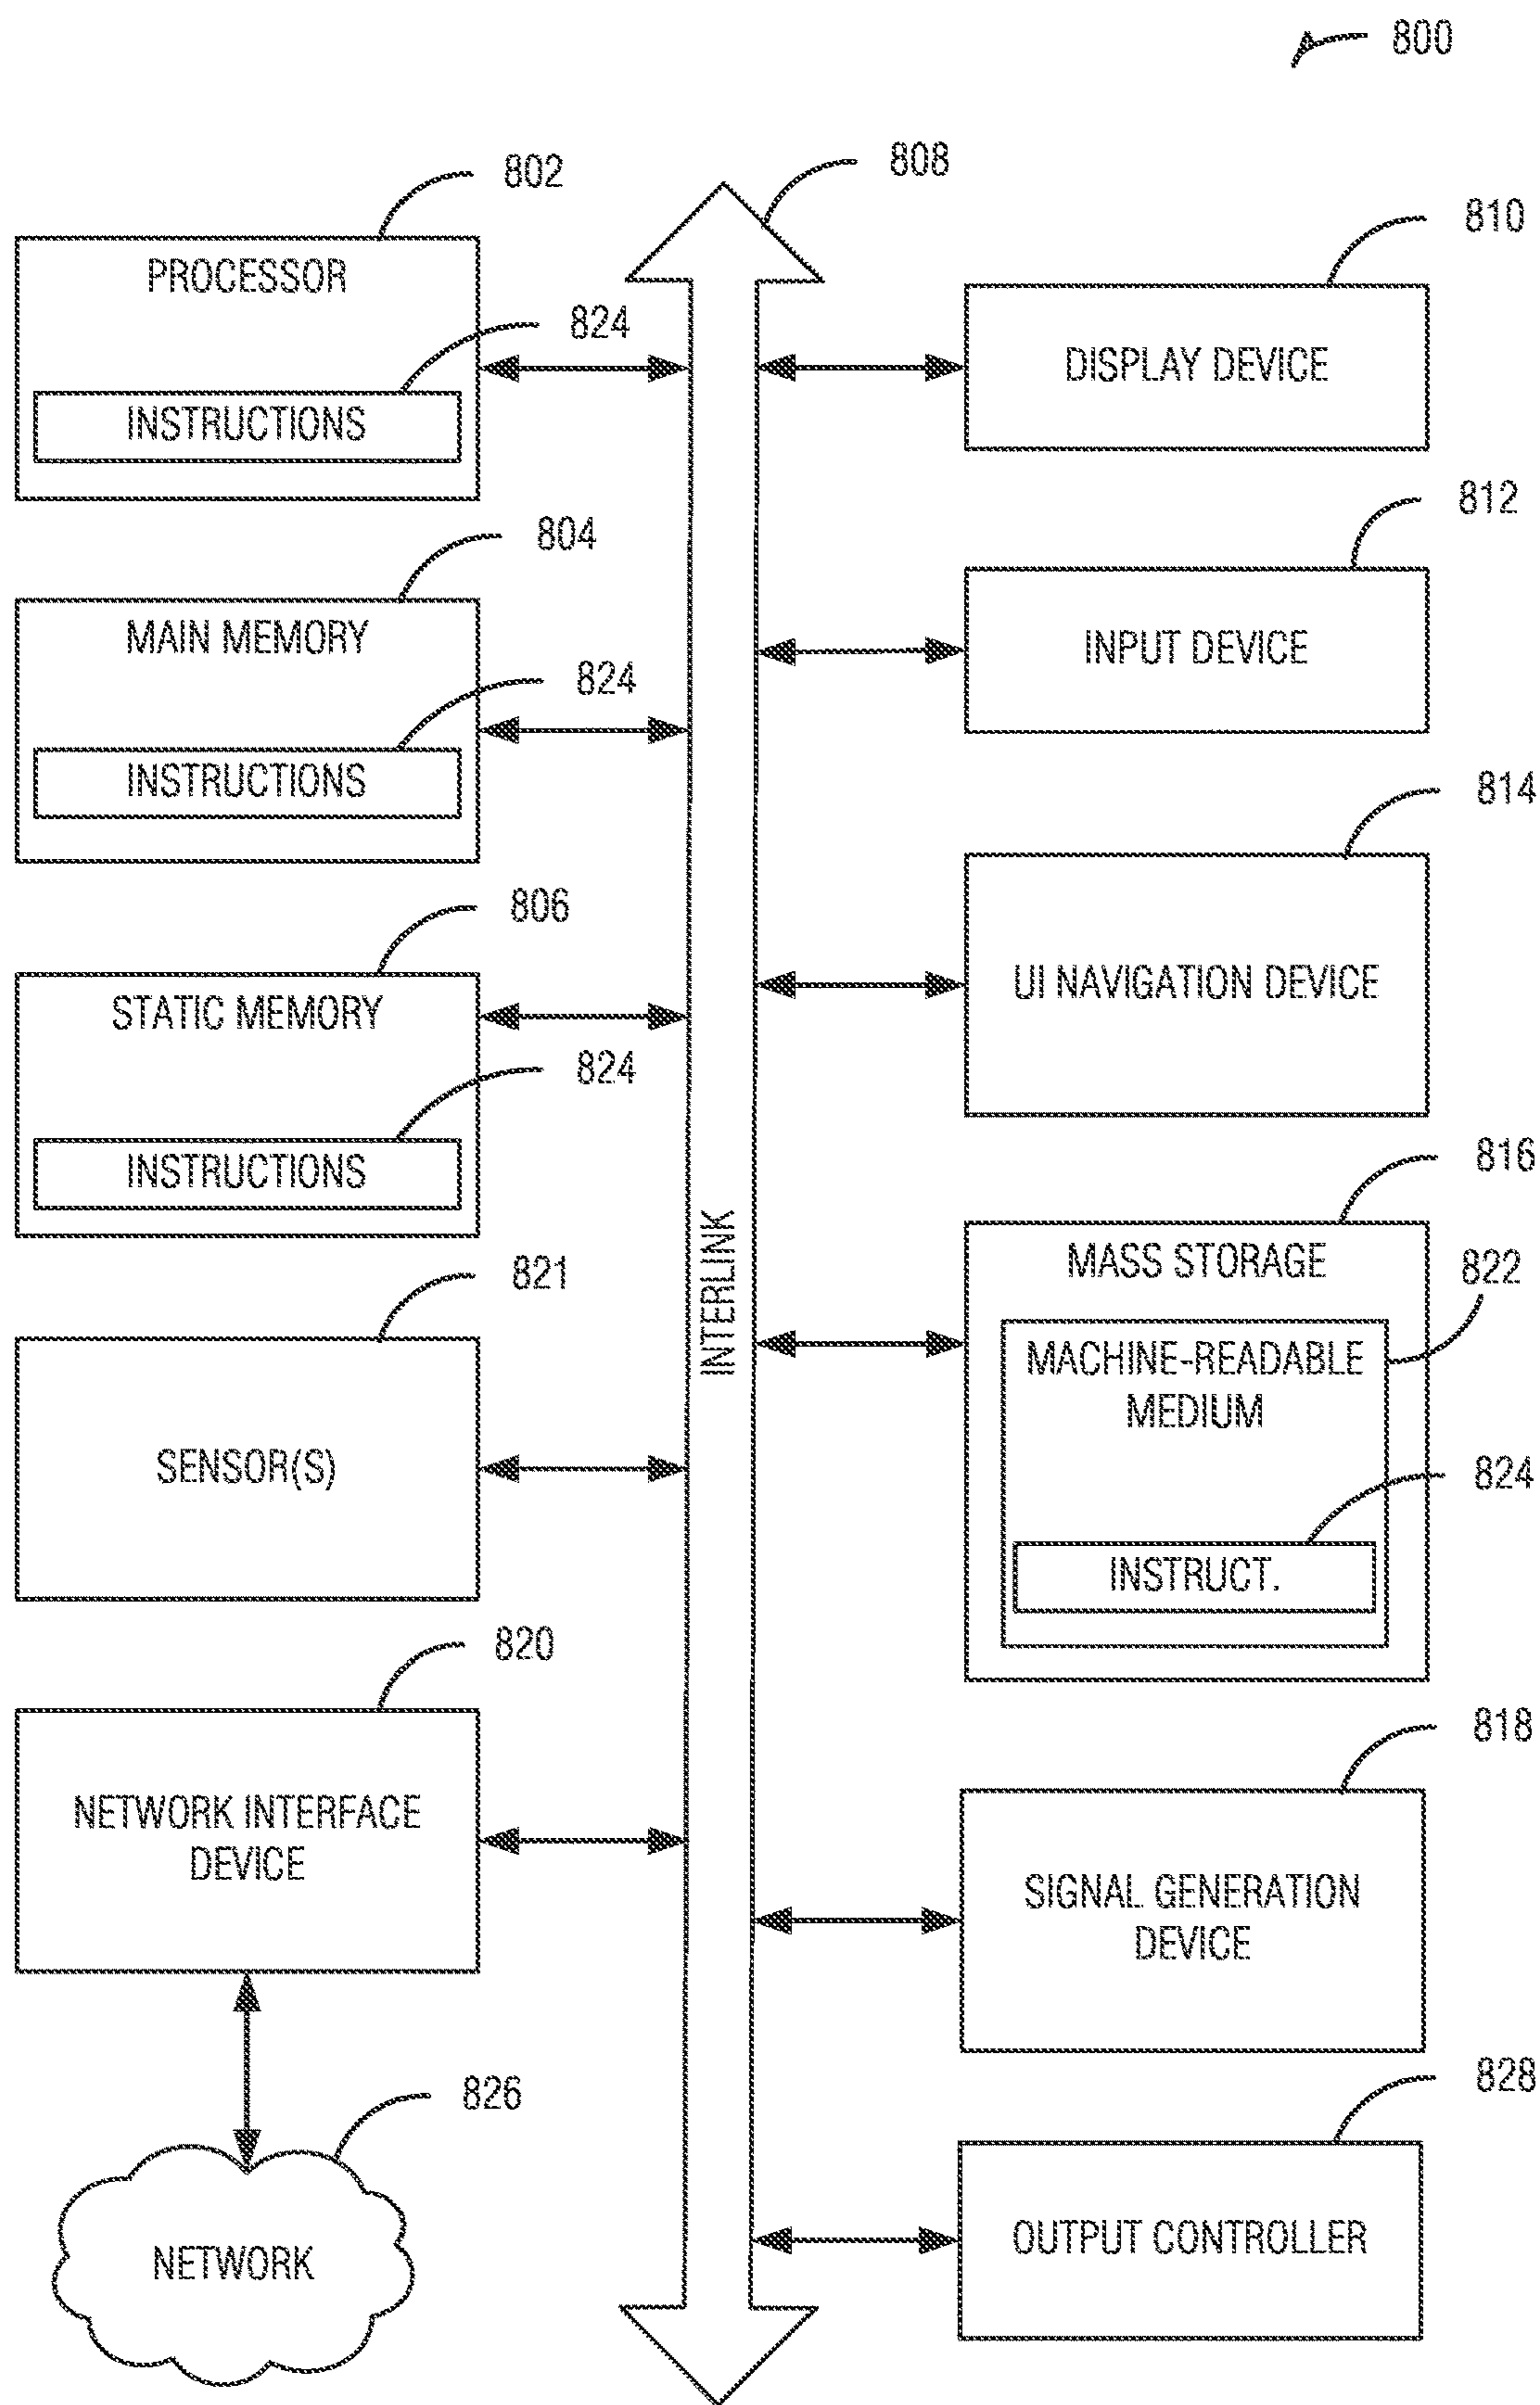 800
802
808
810
PROCESSOR
824
INSTRUCTIONS
DISPLAY DEVICE
804
812
MAIN MEMORY
824
INSTRUCTIONS
INPUT DEVICE
806
814
STATIC MEMORY
824
INSTRUCTIONS
UI NAVIGATION DEVICE
INTERLINK
821
816
SENSOR(S)
MASS STORAGE
822
MACHINE-READABLE
MEDIUM
824
INSTRUCT.
820
818
NETWORK INTERFACE
DEVICE
SIGNAL GENERATION
DEVICE
826
828
NETWORK
OUTPUT CONTROLLER